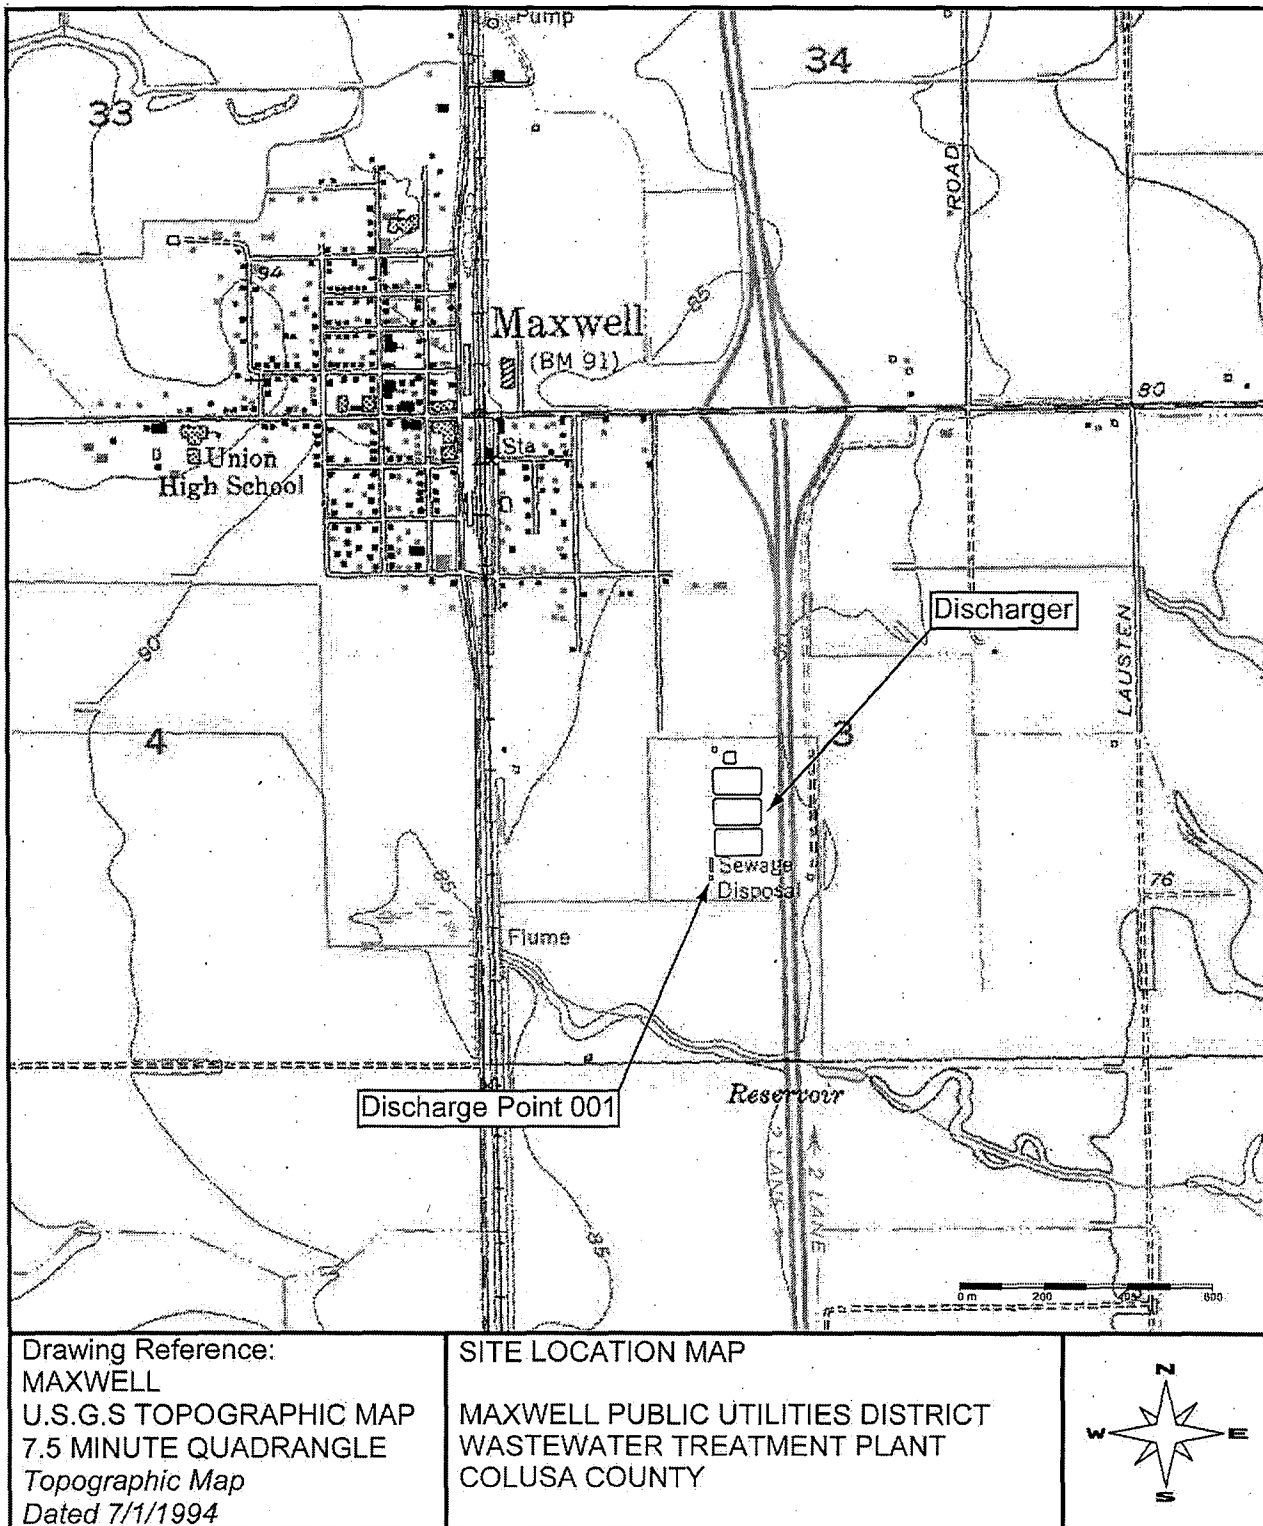 Pump
34
33
ROAD
94
85
Maxwell
(BM 91)
80
Sta
Union
High School
Discharger
90
LAUSTEN
4
3
85
Sewage
Disposal
76
Flume
Discharge Point 001
Reservoir
2 LANE
2 LANE
85
0 m 200 400 600
Drawing Reference:
MAXWELL
U.S.G.S TOPOGRAPHIC MAP
7.5 MINUTE QUADRANGLE
Topographic Map
Dated 7/1/1994
SITE LOCATION MAP
MAXWELL PUBLIC UTILITIES DISTRICT
WASTEWATER TREATMENT PLANT
COLUSA COUNTY
N
W E
S